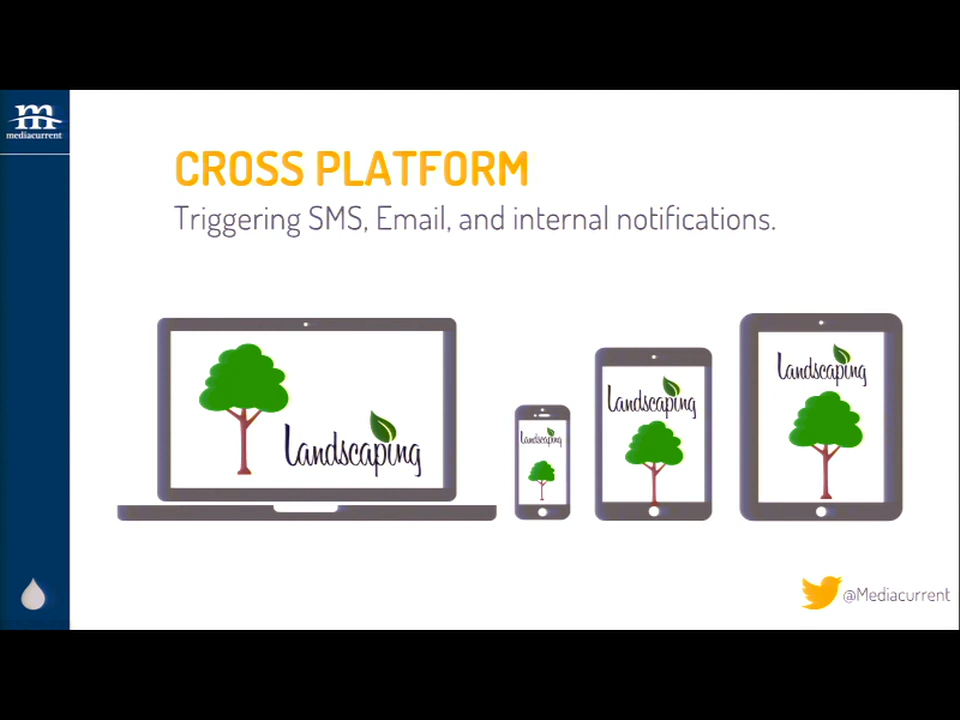 mediacurrent
CROSS PLATFORM
Triggering SMS, Email, and internal notifications.
Landscaping
Landscaping
Landscaping
Landscaping
@Mediacurrent